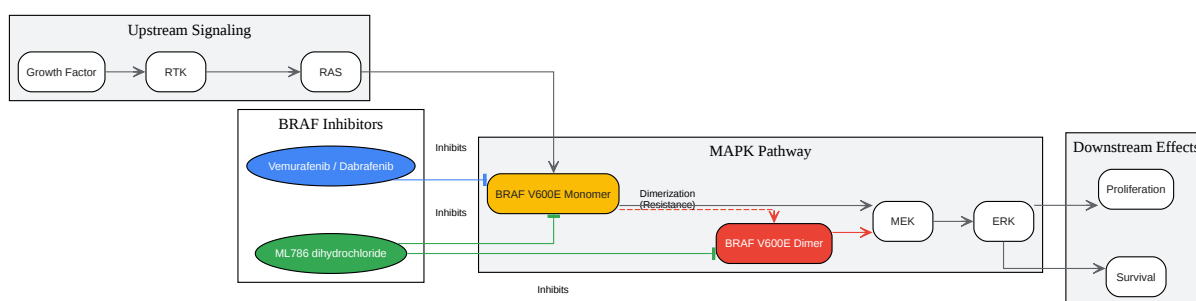 Upstream Signaling
Growth Factor
RTK
RAS
BRAF Inhibitors
Vemurafenib / Dabrafenib
ML786 dihydrochloride
Inhibits
Inhibits
Inhibits
MAPK Pathway
BRAF V600E Monomer
Dimerization
(Resistance)
BRAF V600E Dimer
MEK
ERK
Downstream Effects
Proliferation
Survival